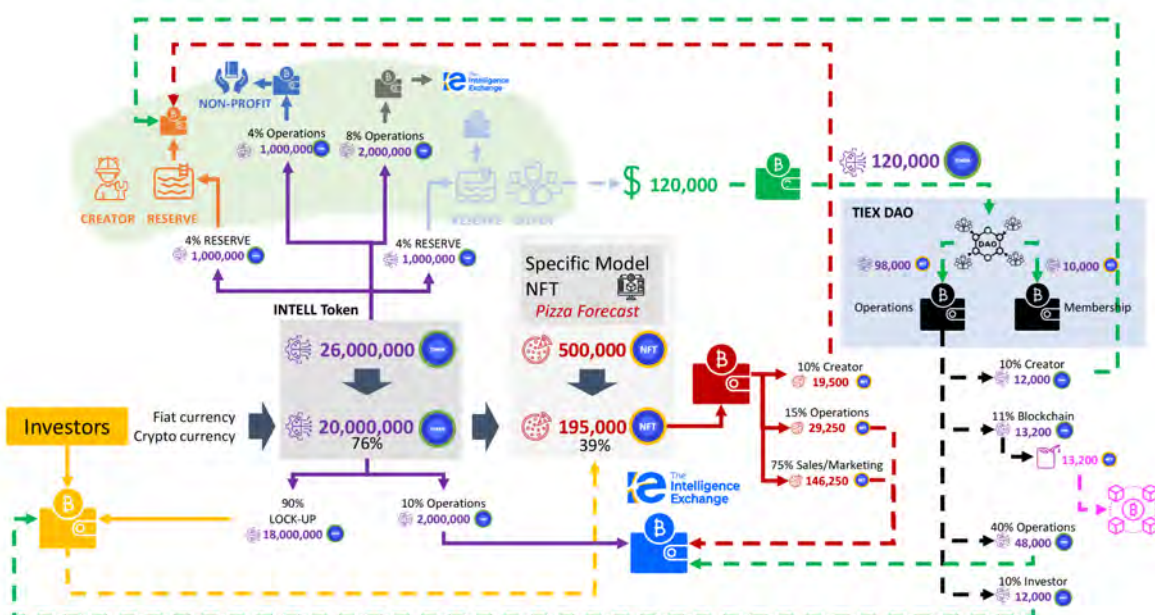 NON-PROFIT
The
Intelligence
Exchange
4% Operations
1,000,000
8% Operations
2,000,000
CREATOR
RESERVE
$ 120,000
120,000
TIEX DAO
DAO
98,000
10,000
Operations
Membership
4% RESERVE
1,000,000
4% RESERVE
1,000,000
INTELL Token
26,000,000
20,000,000
76%
Specific Model
NFT
Pizza Forecast
500,000
NFT
195,000
NFT
39%
Investors
Fiat currency
Crypto currency
90%
LOCK-UP
18,000,000
10% Operations
2,000,000
The
Intelligence
Exchange
10% Creator
19,500
15% Operations
29,250
75% Sales/Marketing
146,250
10% Creator
12,000
11% Blockchain
13,200
13,200
40% Operations
48,000
10% Investor
12,000